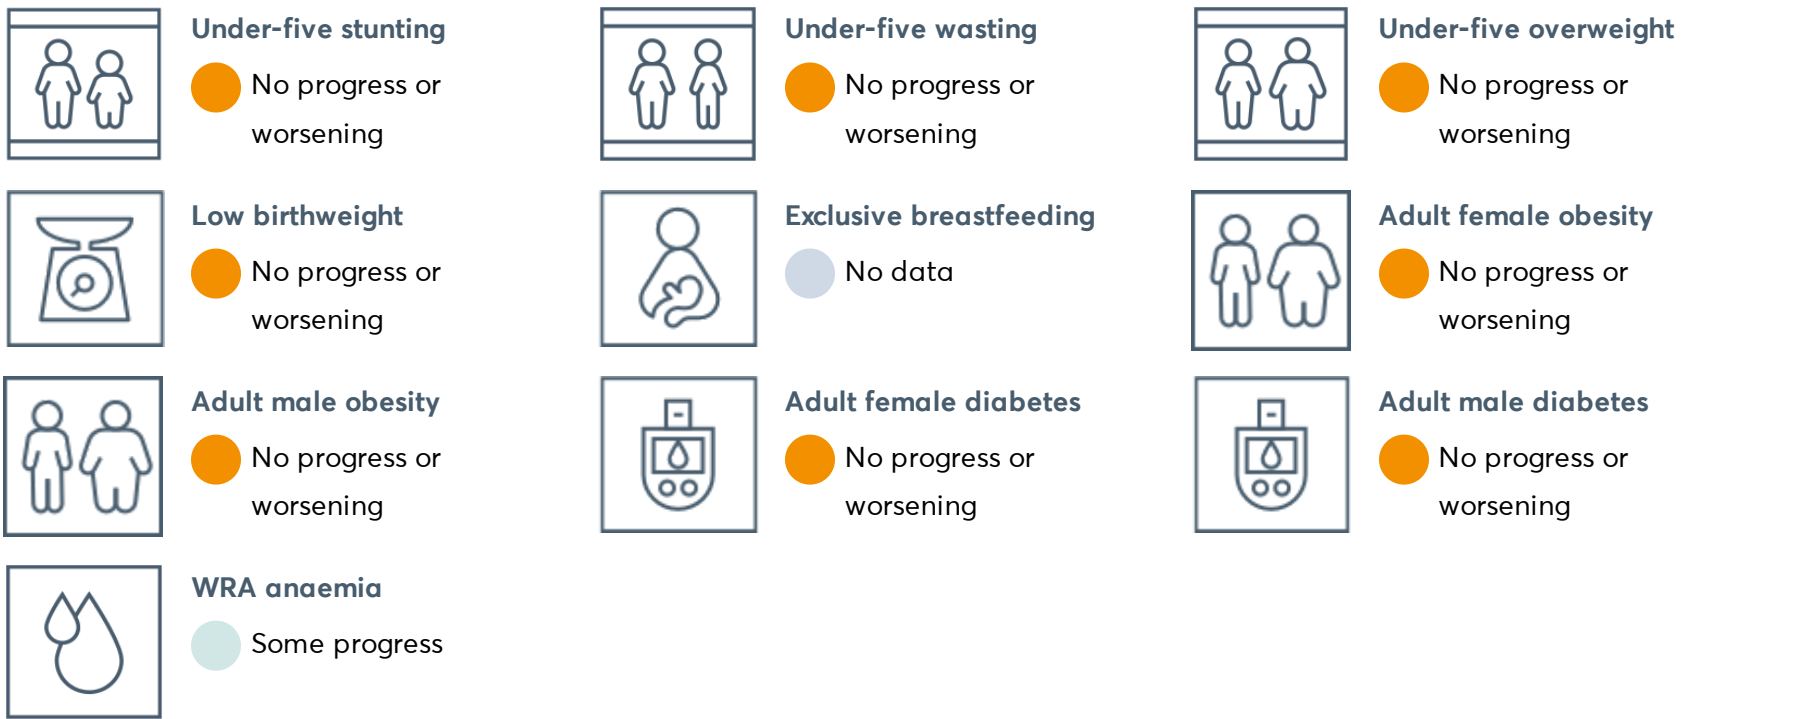 Under-five stunting
No progress or
worsening
Under-five wasting
No progress or
worsening
Under-five overweight
No progress or
worsening
Low birthweight
No progress or
worsening
Exclusive breastfeeding
No data
Adult female obesity
No progress or
worsening
Adult male obesity
No progress or
worsening
Adult female diabetes
No progress or
worsening
Adult male diabetes
No progress or
worsening
WRA anaemia
Some progress